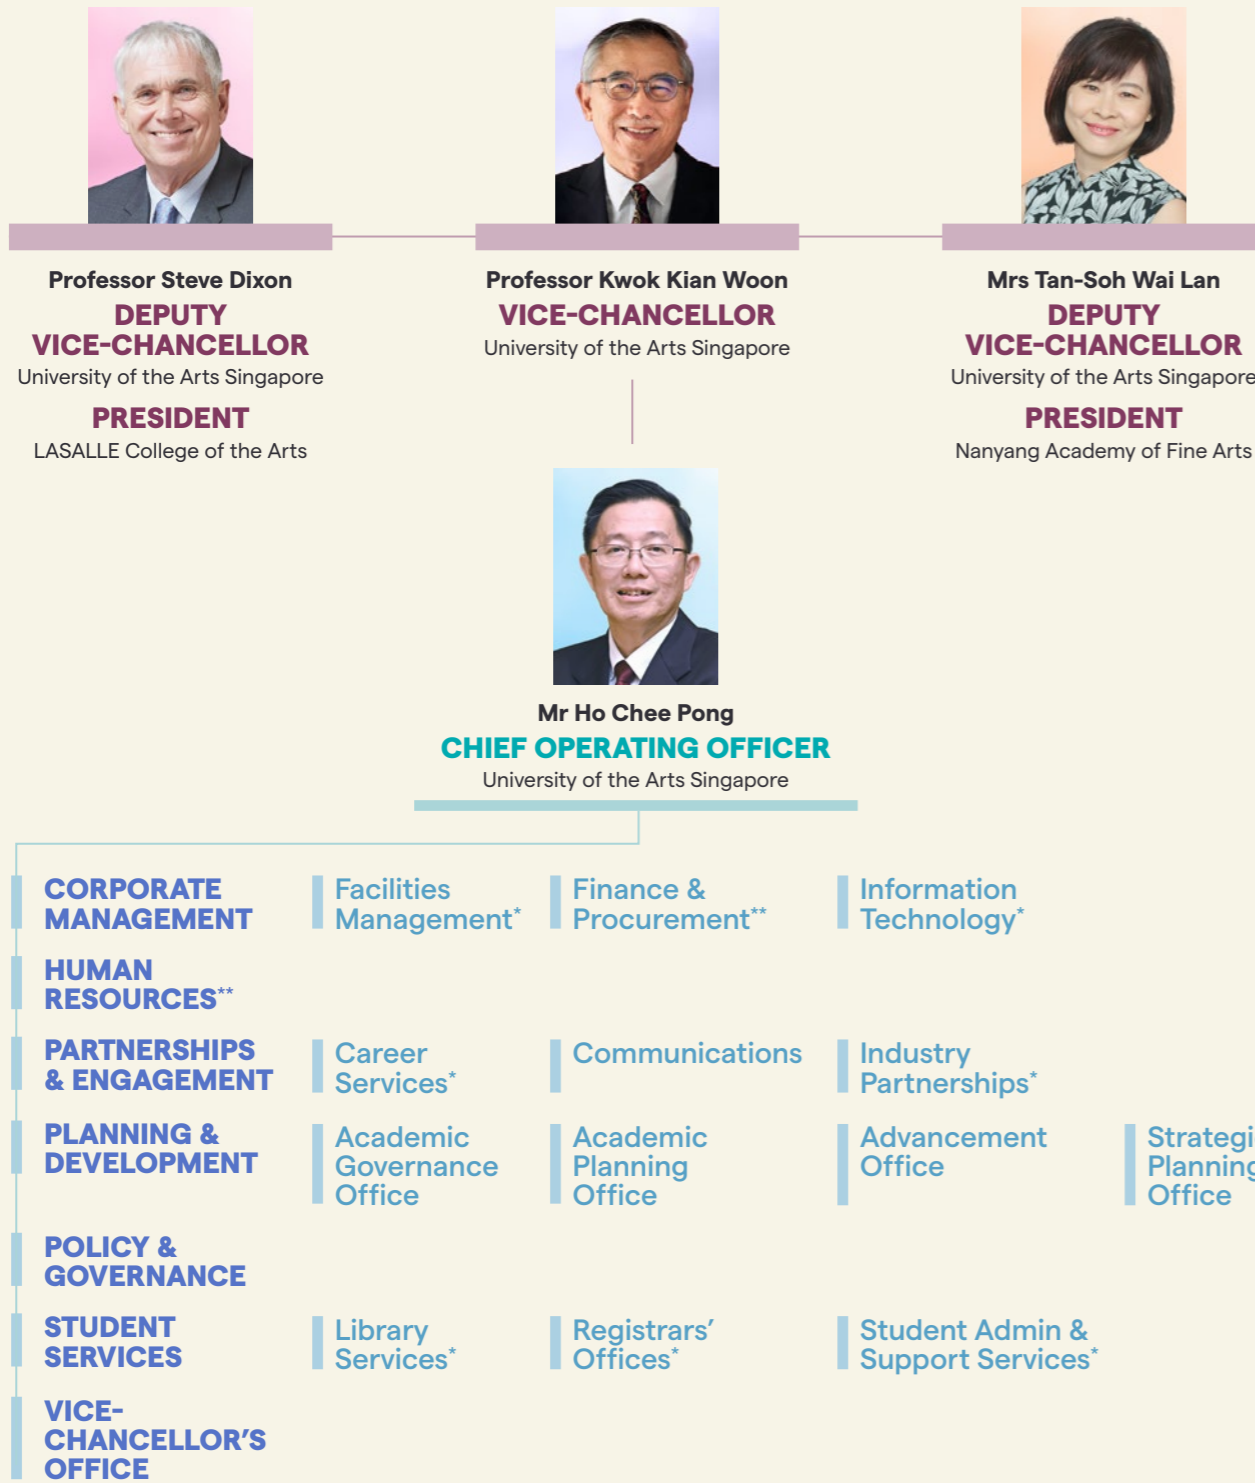 Professor Steve Dixon
DEPUTY
VICE-CHANCELLOR
University of the Arts Singapore
PRESIDENT
LASALLE College of the Arts
Professor Kwok Kian Woon
VICE-CHANCELLOR
University of the Arts Singapore
Mrs Tan-Soh Wai Lan
DEPUTY
VICE-CHANCELLOR
University of the Arts Singapore
PRESIDENT
Nanyang Academy of Fine Arts
Mr Ho Chee Pong
CHIEF OPERATING OFFICER
University of the Arts Singapore
CORPORATE
MANAGEMENT
Facilities
Management*
Finance &
Procurement**
Information
Technology*
HUMAN
RESOURCES**
PARTNERSHIPS
& ENGAGEMENT
Career
Services*
Communications
Industry
Partnerships*
PLANNING &
DEVELOPMENT
Academic
Governance
Office
Academic
Planning
Office
Advancement
Office
Office
POLICY &
GOVERNANCE
STUDENT
SERVICES
Library
Services*
Registrars’
Offices*
Student Admin &
Support Services*
VICE-
CHANCELLOR’S
OFFICE